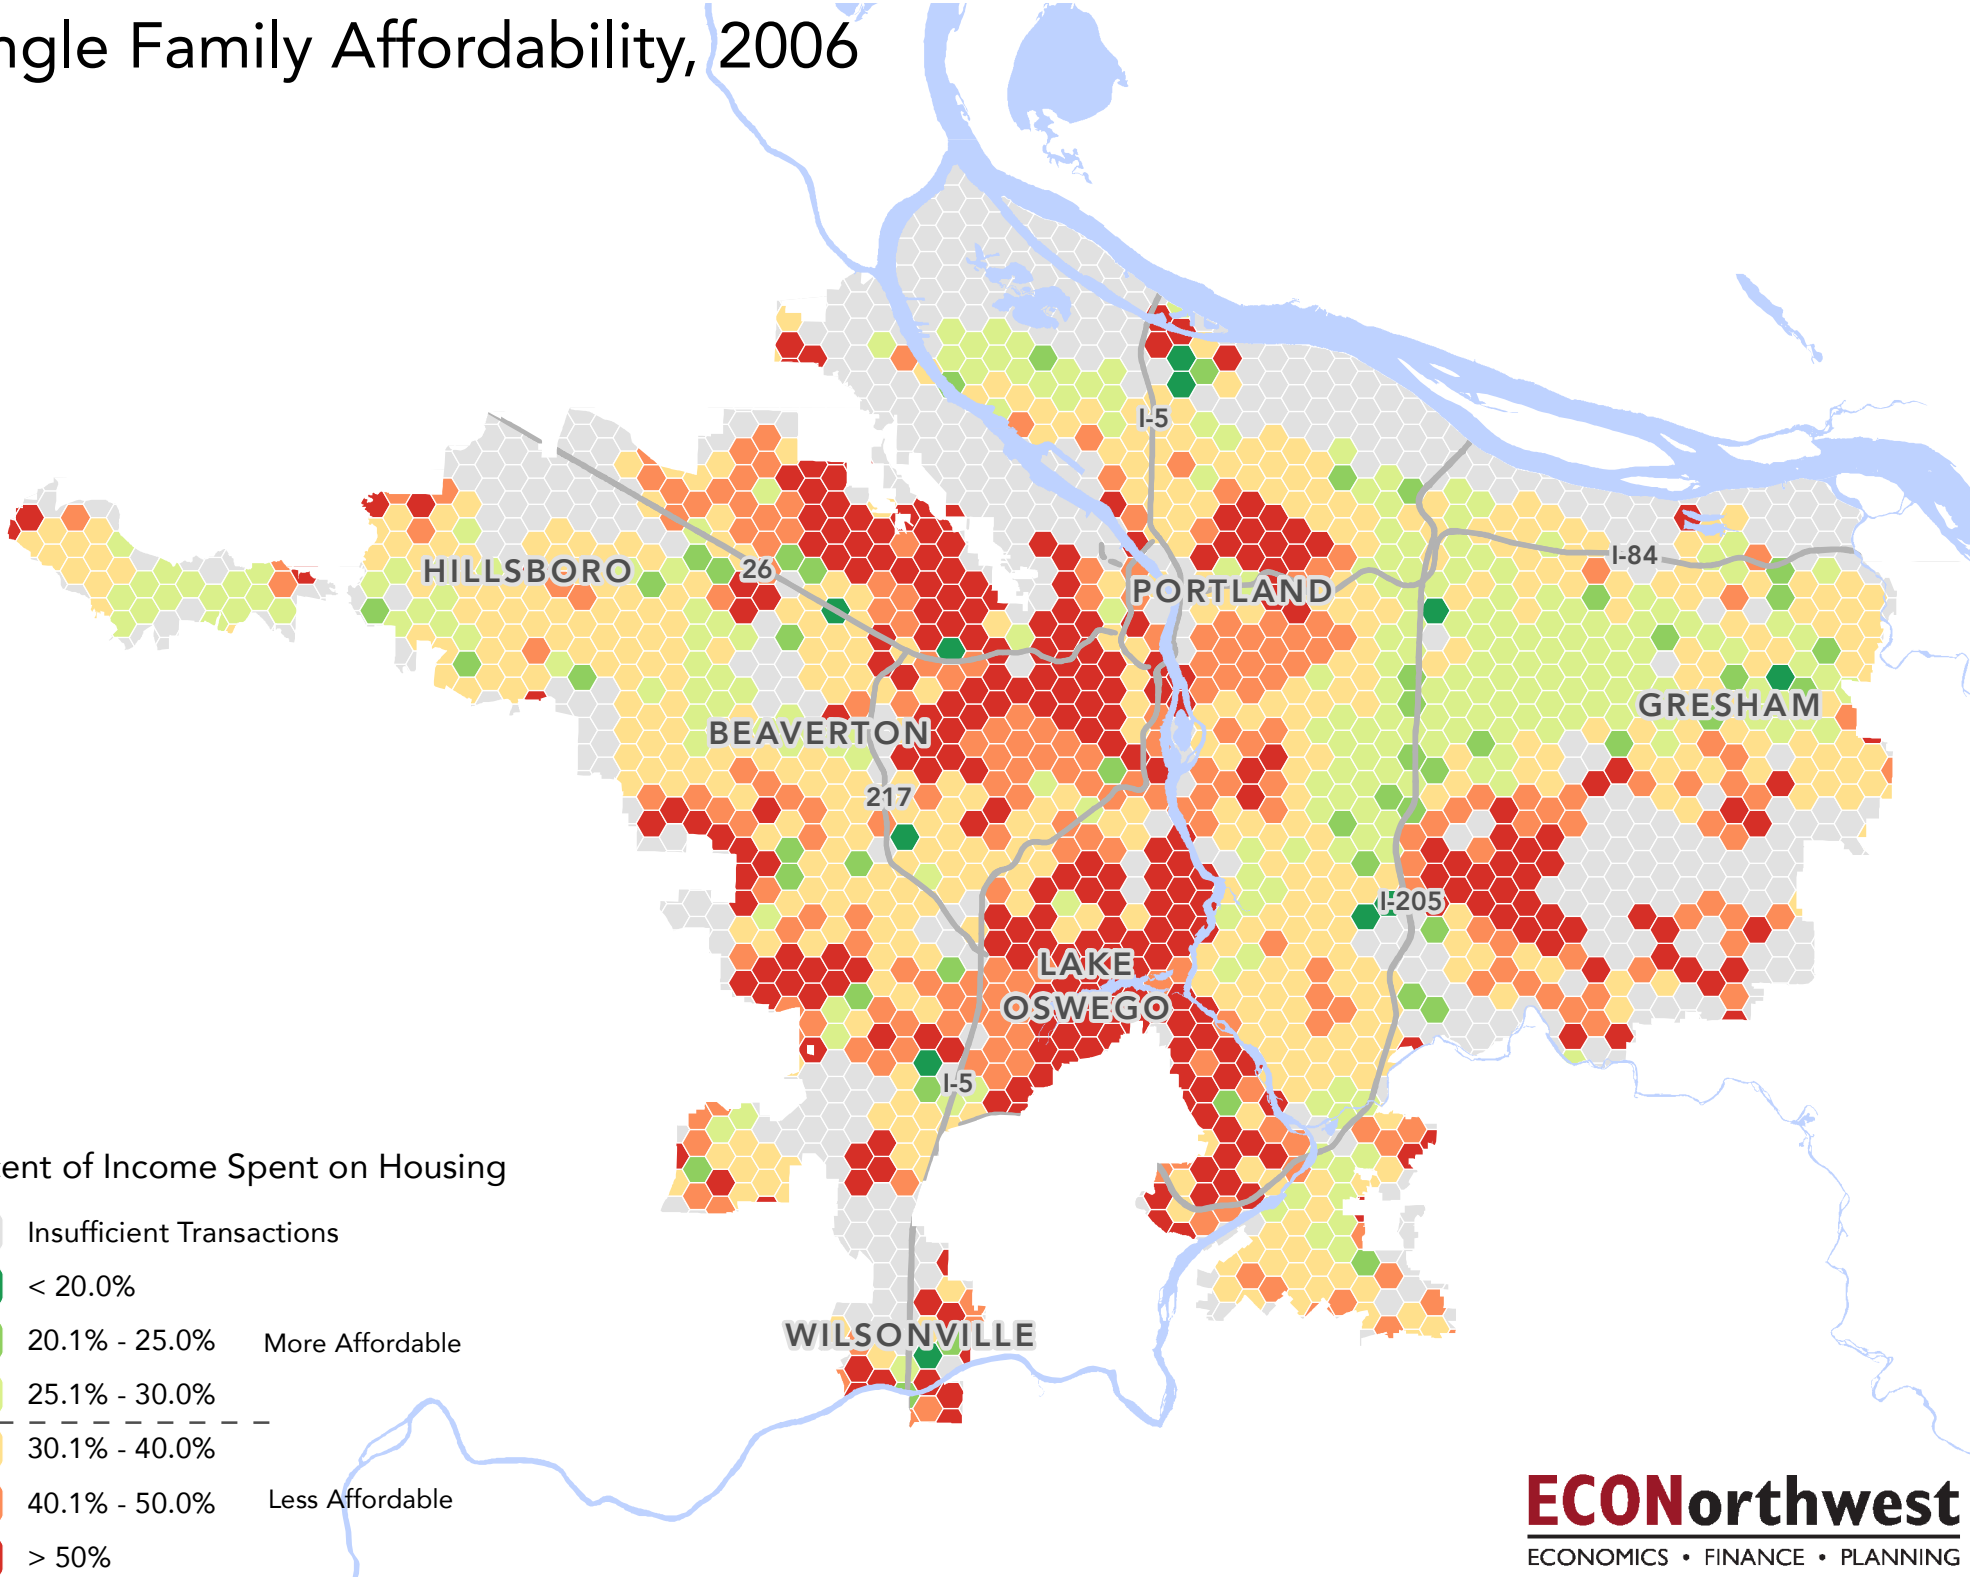 ngle Family Affordability, 2006
I-5
I-84
HILLSBORO
26
PORTLAND
GRESHAM
BEAVERTON
217
I-205
LAKE
OSWEGO
I-5
WILSONVILLE
ent of Income Spent on Housing
Insufficient Transactions
< 20.0%
20.1% - 25.0%
More Affordable
25.1% - 30.0%
30.1% - 40.0%
40.1% - 50.0%
Less Affordable
> 50%
ECONorthwest
ECONOMICS • FINANCE • PLANNING